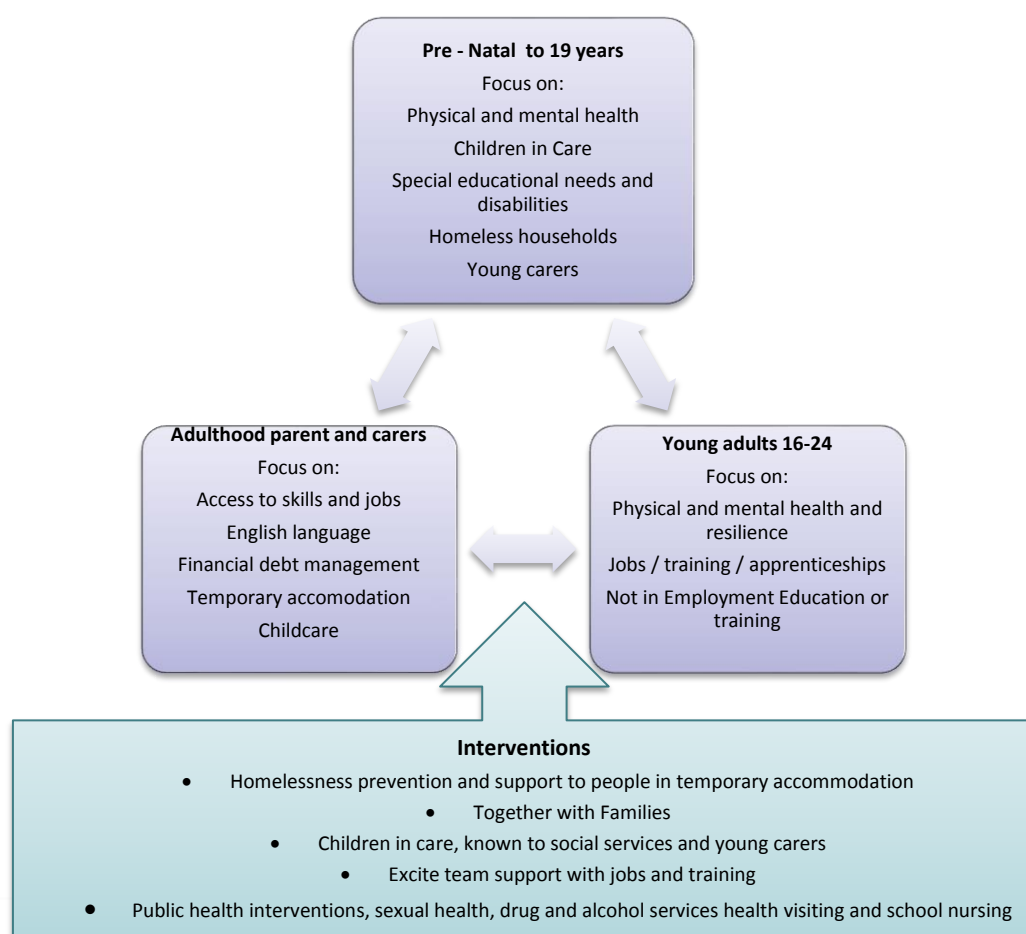 Pre - Natal to 19 years
Focus on:
Physical and mental health
Children in Care
Special educational needs and
disabilities
Homeless households
Young carers
Adulthood parent and carers
Focus on:
Access to skills and jobs
English language
Financial debt management
Temporary accomodation
Childcare
Young adults 16-24
Focus on:
Physical and mental health and
resilience
Jobs / training / apprenticeships
Not in Employment Education or
training
Interventions
• Homelessness prevention and support to people in temporary accommodation
• Together with Families
• Children in care, known to social services and young carers
• Excite team support with jobs and training
• Public health interventions, sexual health, drug and alcohol services health visiting and school nursing